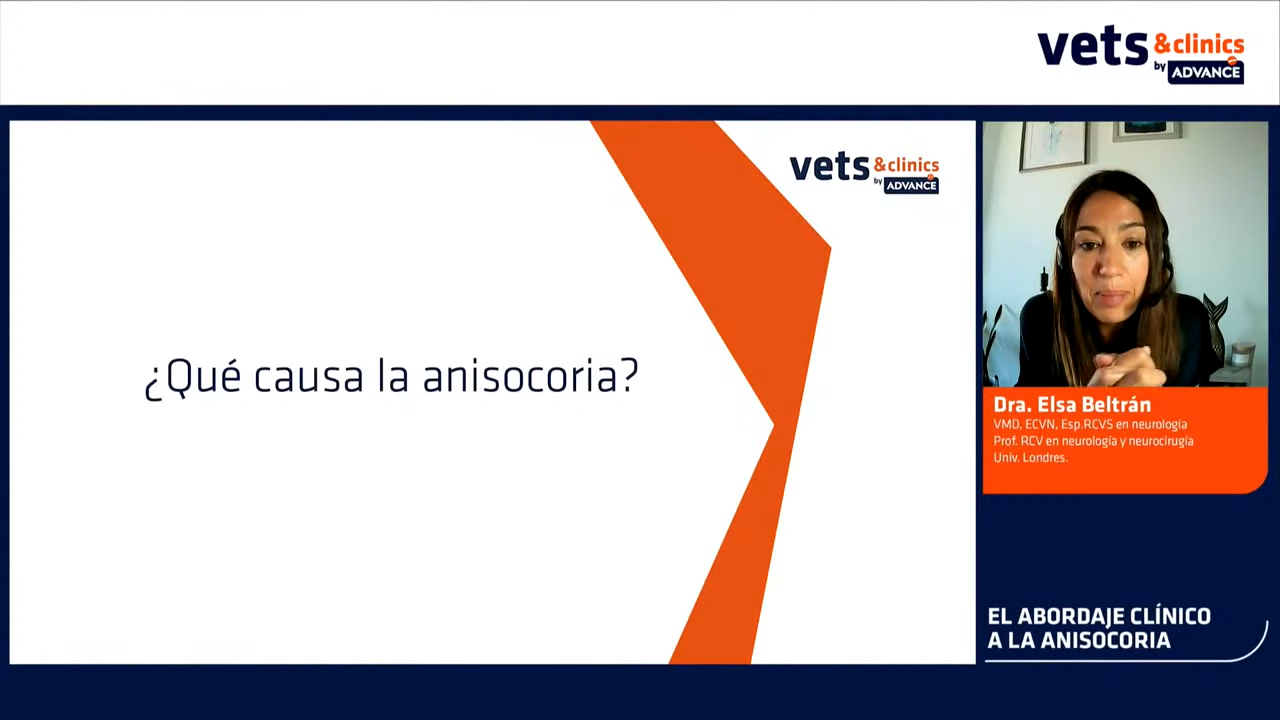 vets &clinics
by ADVANCE
vets &clinics
by ADVANCE
¿Qué causa la anisocoria?
Dra. Elsa Beltrán
VMD, ECVN, Esp.RCVS en neurología
Prof. RCV en neurología y neurocirugía
Univ. Londres.
EL ABORDAJE CLÍNICO
A LA ANISOCORIA